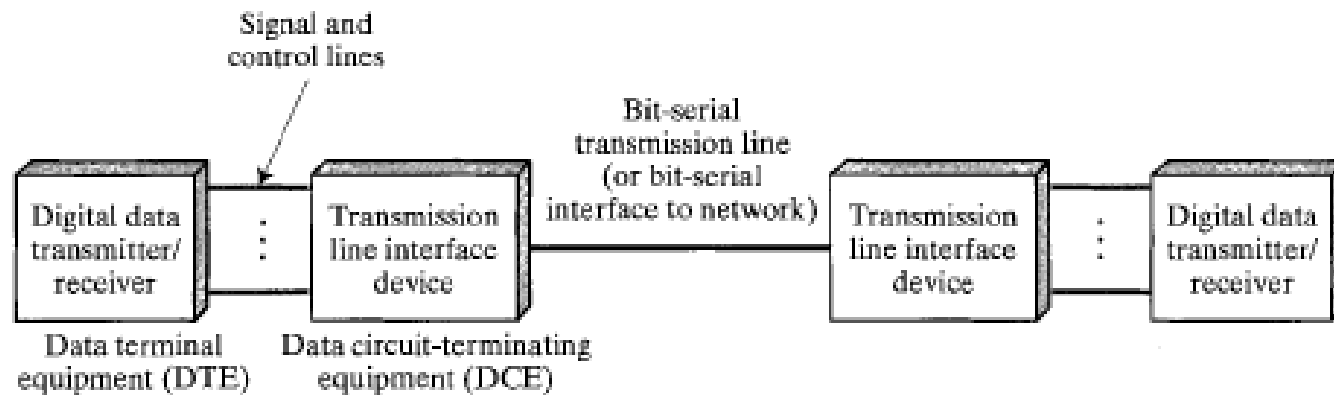 Signal and
control lines
Bit-serial
transmission line
(or bit-serial
interface to network)
Digital data
transmitter/
receiver
Transmission
line interface
device
Transmission
line interface
device
Digital data
transmitter/
receiver
Data terminal
equipment (DTE)
Data circuit-terminating
equipment (DCE)